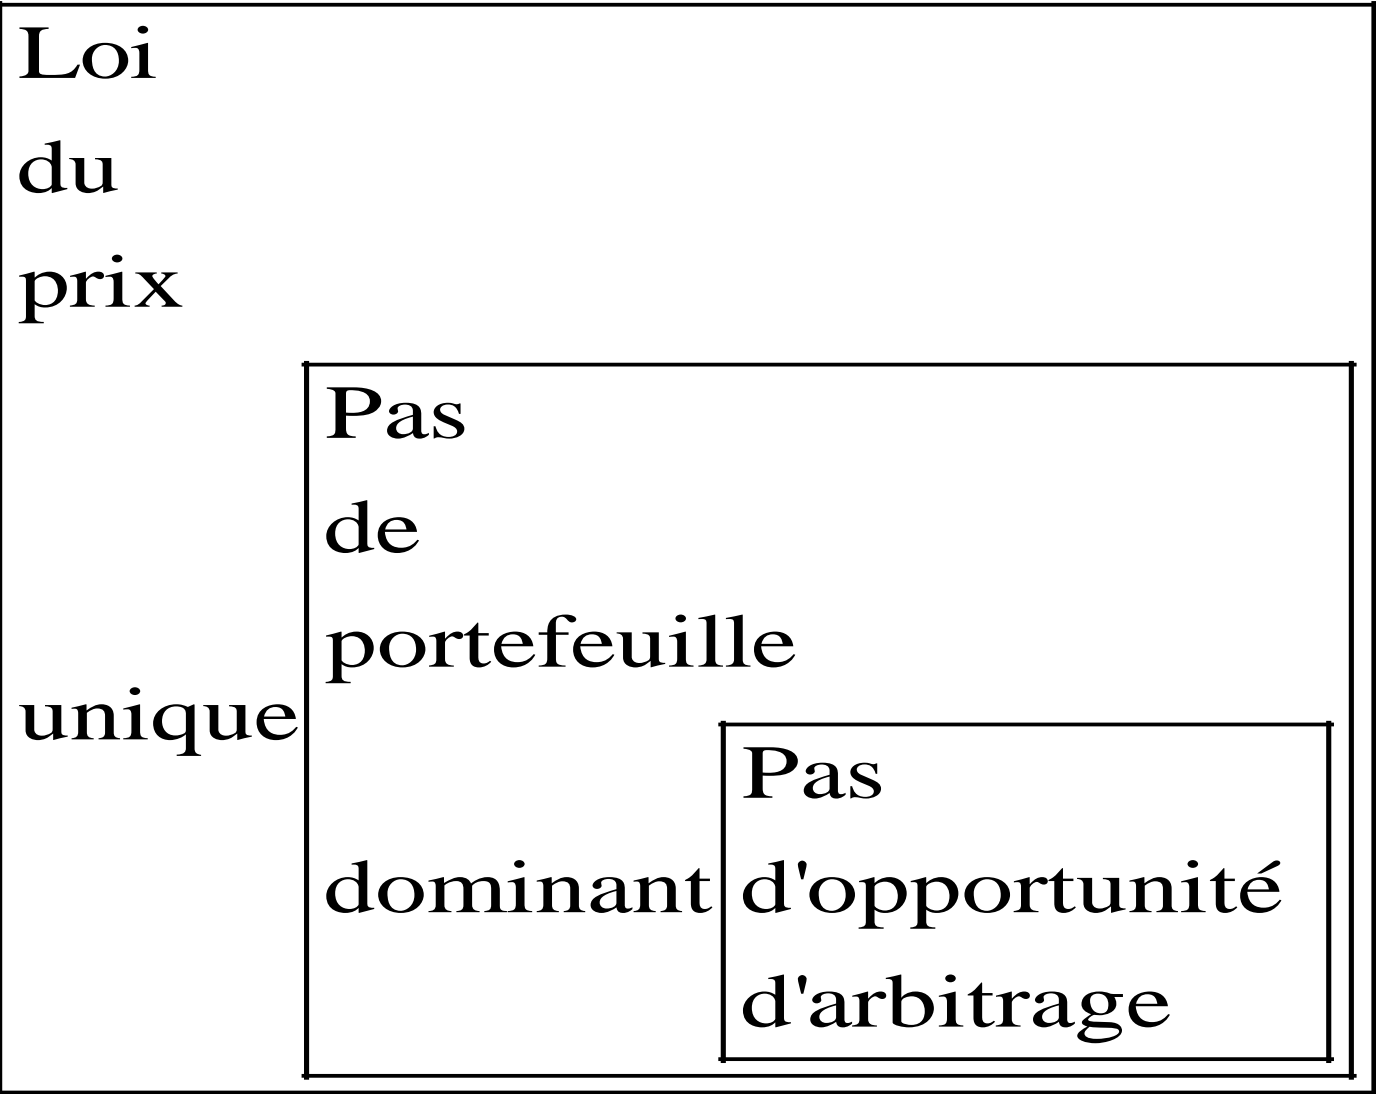 Loi
du
prix
unique
Pas
de
portefeuille
dominant
Pas
d'opportunité
d'arbitrage